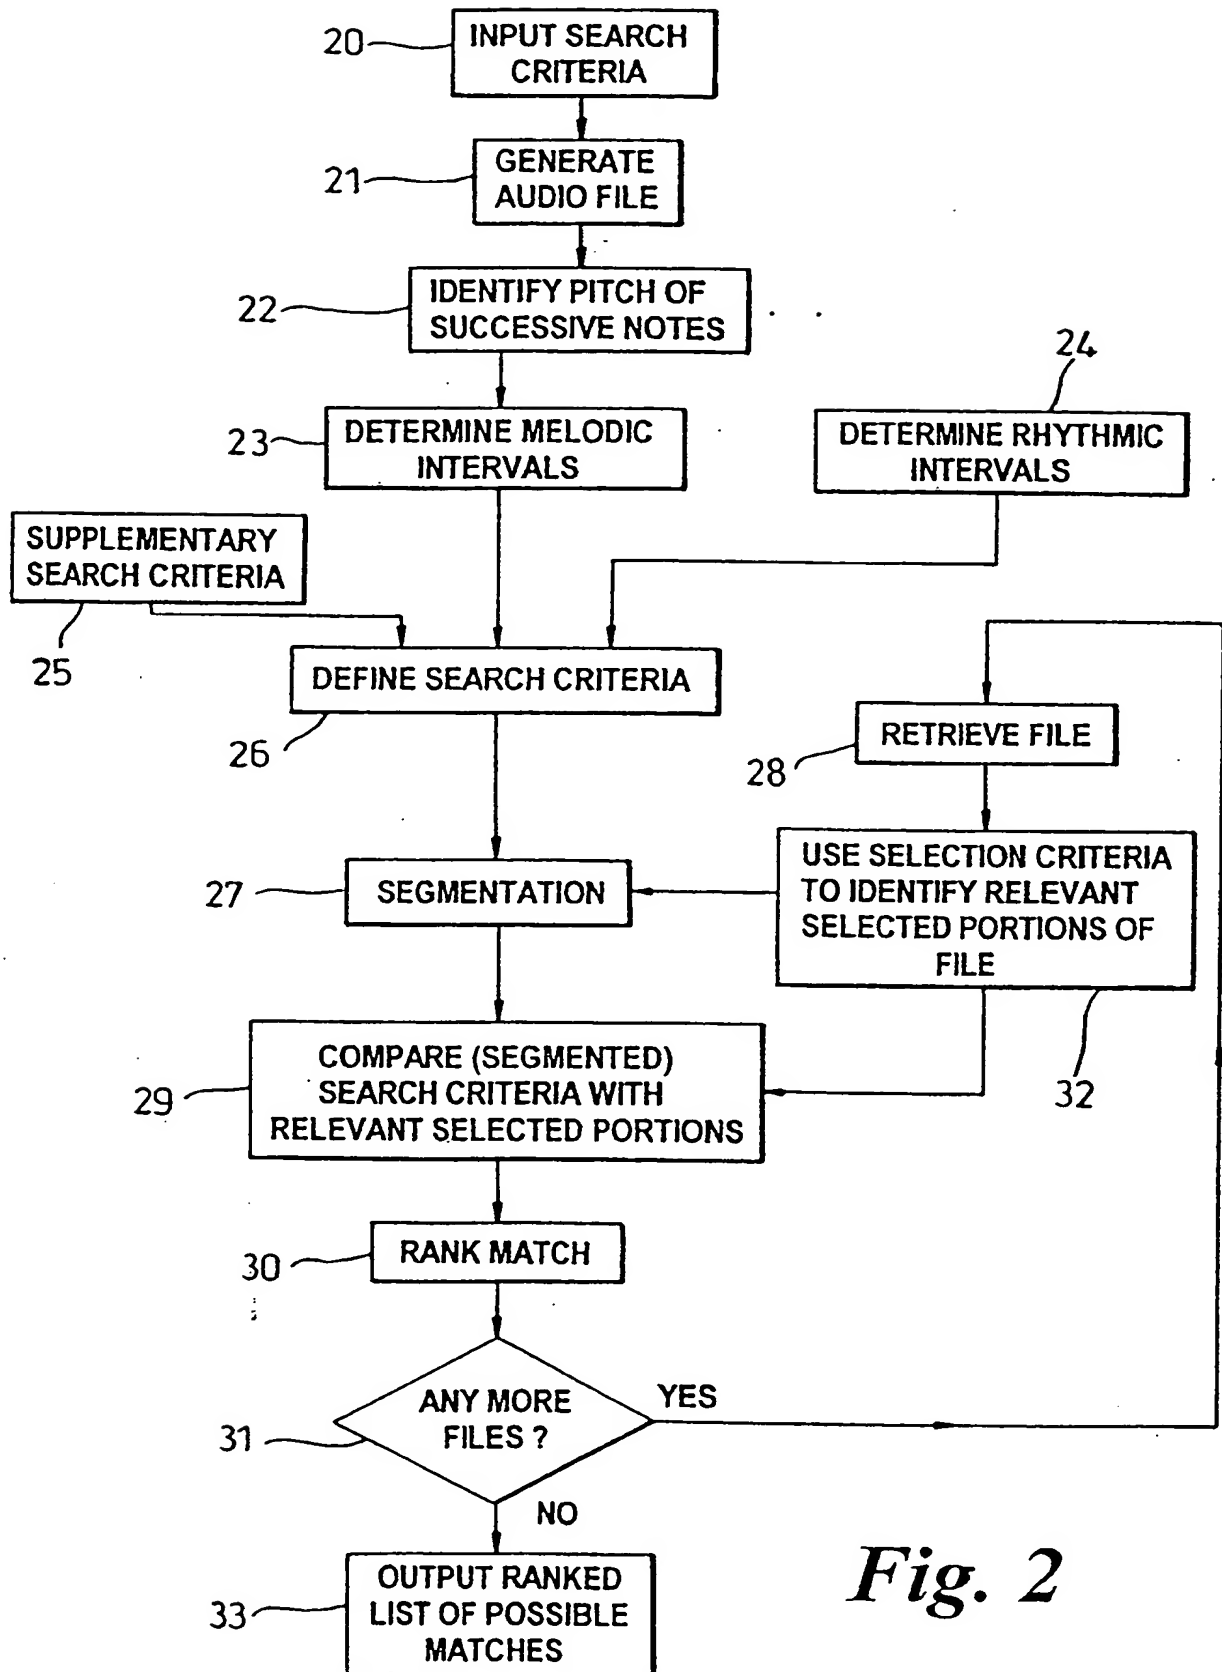 20
INPUT SEARCH
CRITERIA
21
GENERATE
AUDIO FILE
22
IDENTIFY PITCH OF
SUCCESSIVE NOTES
23
DETERMINE MELODIC
INTERVALS
24
DETERMINE RHYTHMIC
INTERVALS
SUPPLEMENTARY
SEARCH CRITERIA
25
DEFINE SEARCH CRITERIA
26
RETRIEVE FILE
28
27
SEGMENTATION
USE SELECTION CRITERIA
TO IDENTIFY RELEVANT
SELECTED PORTIONS OF
FILE
32
29
COMPARE (SEGMENTED)
SEARCH CRITERIA WITH
RELEVANT SELECTED PORTIONS
30
RANK MATCH
31
ANY MORE
FILES ?
YES
NO
33
OUTPUT RANKED
LIST OF POSSIBLE
MATCHES
Fig. 2